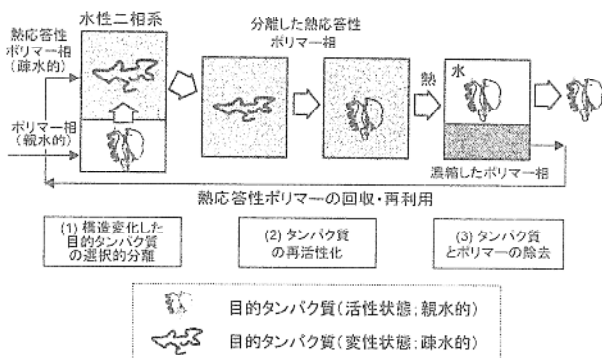 水性二相系
熱応答性
ポリマー相
(疎水的)
ポリマー相
(親水的)
分離した熱応答性
ポリマー相
熱
水
濃縮したポリマー相
熱応答性ポリマーの回収・再利用
(1) 構造変化した
目的タンパク質
の選択的分離
(2) タンパク質
の再活性化
(3) タンパク質
とポリマーの除去
目的タンパク質(活性状態;親水的)
目的タンパク質(変性状態;疎水的)